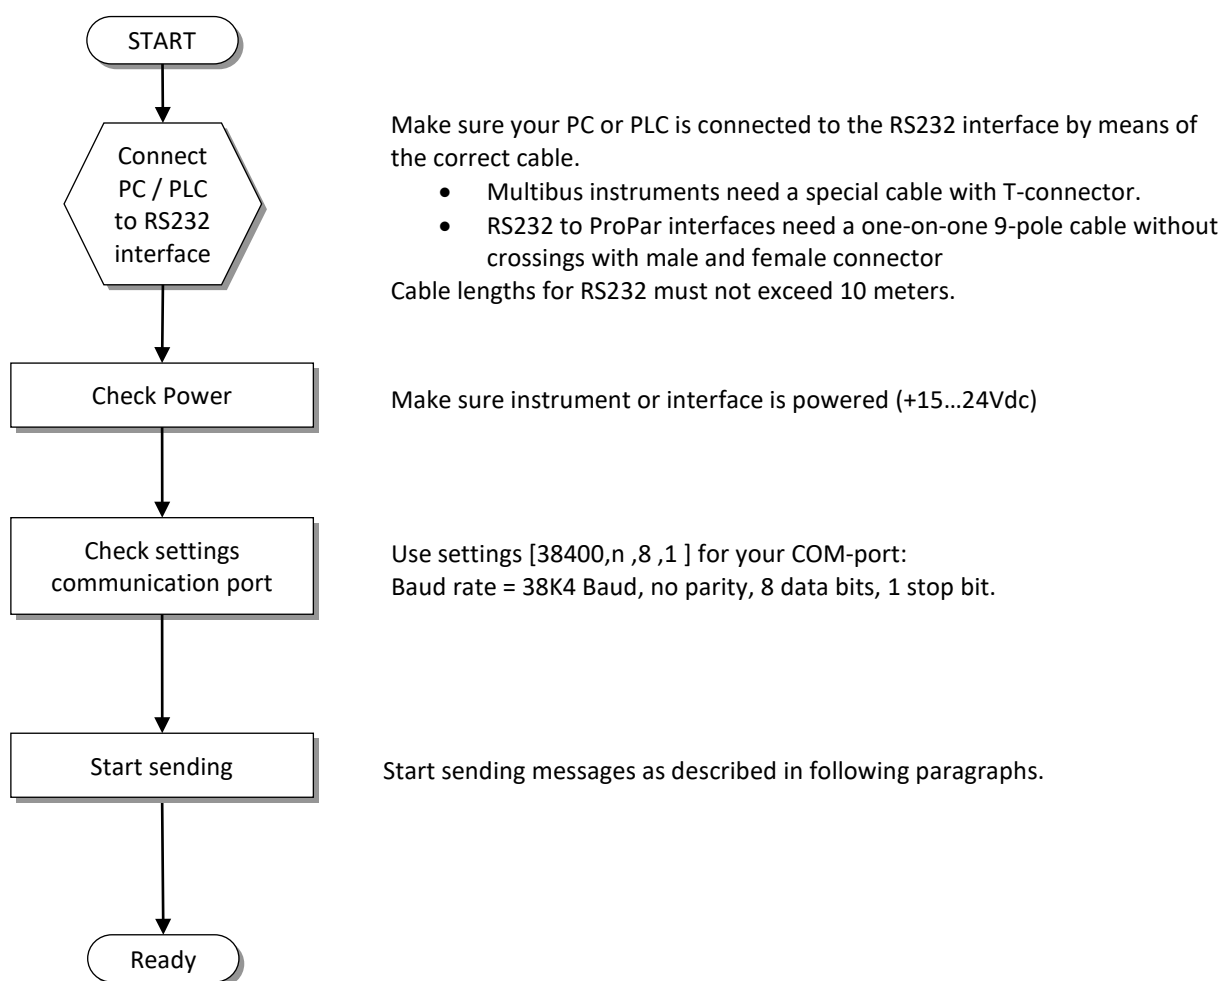 START
Connect
PC / PLC
to RS232
interface
Make sure your PC or PLC is connected to the RS232 interface by means of
the correct cable.
• Multibus instruments need a special cable with T-connector.
• RS232 to ProPar interfaces need a one-on-one 9-pole cable without
crossings with male and female connector
Cable lengths for RS232 must not exceed 10 meters.
Check Power
Make sure instrument or interface is powered (+15…24Vdc)
Check settings
communication port
Use settings [38400,n ,8 ,1 ] for your COM-port:
Baud rate = 38K4 Baud, no parity, 8 data bits, 1 stop bit.
Start sending
Start sending messages as described in following paragraphs.
Ready